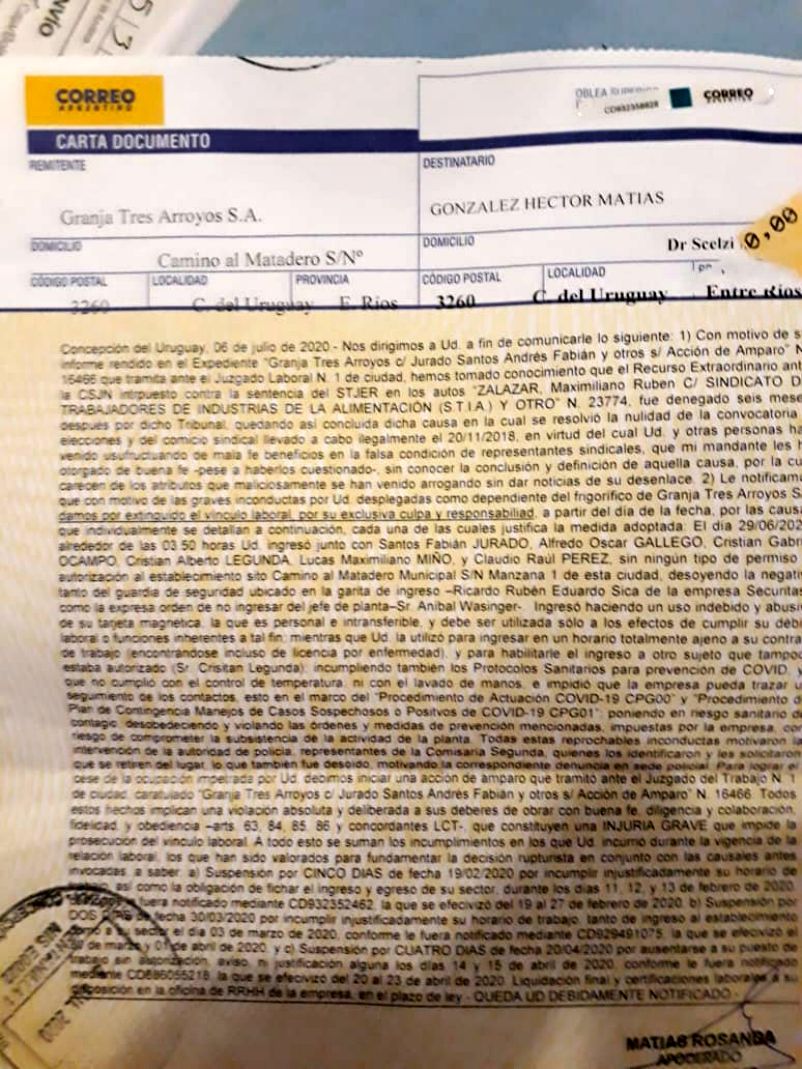 CORREO
ARGENTINO
OBLEA
CD932358828
CORREO
CARTA DOCUMENTO
REMITENTE
DESTINATARIO
Granja Tres Arroyos S.A.
GONZALEZ HECTOR MATIAS
DOMICILIO
Camino al Matadero S/Nº
DOMICILIO
Dr Scelzi
0,00
CÓDIGO POSTAL
LOCALIDAD
PROVINCIA
CÓDIGO POSTAL
LOCALIDAD
3260
C. del Uruguay
E. Rios
3260
C. del Uruguay
Entre Rios
Concepción del Uruguay, 06 de julio de 2020 - Nos dirigimos a Ud. a fin de comunicarle lo siguiente: 1) Con motivo de s
informe rendido en el Expediente "Granja Tres Arroyos c/ Jurado Santos Andrés Fabián y otros s/ Acción de Amparo" N
16466 que tramita ante el Juzgado Laboral N. 1 de ciudad, hemos tomado conocimiento que el Recurso Extraordinario ant
la CSJN intrpuesto contra la sentencia del STJER en los autos "ZALAZAR, Maximiliano Ruben C/ SINDICATO D
TRABAJADORES DE INDUSTRIAS DE LA ALIMENTACIÓN (S.T.I.A.) Y OTRO" N. 23774, fue denegado seis mese
después por dicho Tribunal, quedando así concluida dicha causa en la cual se resolvió la nulidad de la convocatoria
elecciones y del comicio sindical llevado a cabo ilegalmente el 20/11/2018, en virtud del cual Ud. y otras personas ha
venido usufructuando de mala fe beneficios en la falsa condición de representantes sindicales, que mi mandante les h
otorgado de buena fe -pese a haberlos cuestionado-, sin conocer la conclusión y definición de aquella causa, por la cu
carecen de los atributos que maliciosamente se han venido arrogando sin dar noticias de su desenlace. 2) Le notificam
que con motivo de las graves inconductas por Ud. desplegadas como dependiente del frigorifico de Granja Tres Arroyos S
damos por extinguido el vínculo laboral, por su exclusiva culpa y responsabiliad, a partir del día de la fecha, por las causa
que individualmente se detallan a continuación, cada una de las cuales justifica la medida adoptada: El día 29/06/202
alrededor de las 03.50 horas Ud. ingresó junto con Santos Fabián JURADO, Alfredo Oscar GALLEGO, Cristian Gabri
OCAMPO, Cristian Alberto LEGUNDA, Lucas Maximiliano MIÑO, y Claudio Raúl PEREZ, sin ningún tipo de permiso
autorización al establecimiento sito Camino al Matadero Municipal S/N Manzana 1 de esta ciudad, desoyendo la negativ
tanto del guardia de seguridad ubicado en la garita de ingreso –Ricardo Rubén Eduardo Sica de la empresa Securitas
como la expresa orden de no ingresar del jefe de planta–Sr. Anibal Wasinger-. Ingresó haciendo un uso indebido y abusi
de su tarjeta magnética, la que es personal e intransferible, y debe ser utilizada sólo a los efectos de cumplir su débi
laboral o funciones inherentes a tal fin; mientras que Ud. la utilizó para ingresar en un horario totalmente ajeno a su contra
de trabajo (encontrándose incluso de licencia por enfermedad), y para habilitarle el ingreso a otro sujeto que tampoc
estaba autorizado (Sr. Crisitan Legunda); incumpliendo también los Protocolos Sanitarios para prevención de COVID, y
que no cumplió con el control de temperatura, ni con el lavado de manos, e impidió que la empresa pueda trazar u
seguimiento de los contactos, esto en el marco del "Procedimiento de Actuación COVID-19 CPG00" y "Procedimiento d
Plan de Contingencia Manejos de Casos Sospechosos o Positvos de COVID-19 CPG01"; poniendo en riesgo sanitario d
contagio, desobedeciendo y violando las órdenes y medidas de prevención mencionadas, impuestas por la empresa, con
riesgo de comprometer la subsistencia de la actividad de la planta. Todas estas reprochables inconductas motivaron la
intervención de la autoridad de policia, representantes de la Comisaria Segunda, quienes los identificaron y les solicitaron
que se retiren del lugar, lo que también fue desoido, motivando la correspondiente denuncia en sede policial. Para lograr el
cese de la ocupación impetrada por Ud. debimos iniciar una acción de amparo que tramitó ante el Juzgado del Trabajo N. 1
de ciudad, caratulado "Granja Tres Arroyos c/ Jurado Santos Andrés Fabián y otros s/ Acción de Amparo" N. 16466. Todos
estos hechos implican una violación absoluta y deliberada a sus deberes de obrar con buena fe, diligencia y colaboración,
fidelidad, y obediencia –arts. 63, 84, 85, 86 y concordantes LCT-, que constituyen una INJURIA GRAVE que impide la
prosecución del vínculo laboral. A todo esto se suman los incumplimientos en los que Ud. incurrió durante la vigencia de la
relación laboral, los que han sido valorados para fundamentar la decisión rupturista en conjunto con las causales antes
invocadas, a saber: a) Suspensión por CINCO DIAS de fecha 19/02/2020 por incumplir injustificadamente su horario de
así como la obligación de fichar el ingreso y egreso de su sector, durante los días 11, 12, y 13 de febrero de 2020,
fuera notificado mediante CD932352462, la que se efectivizó del 19 al 27 de febrero de 2020. b) Suspensión por
DOS DIAS de fecha 30/03/2020 por incumplir injustificadamente su horario de trabajo, tanto de ingreso al establecimiento
como a su sector el día 03 de marzo de 2020, conforme le fuera notificado mediante CD929491075, la que se efectivizó el
de marzo y 01 de abril de 2020, y c) Suspensión por CUATRO DIAS de fecha 20/04/2020 por ausentarse a su puesto de
trabajo sin autorización, aviso, ni justificación alguna los días 14 y 15 de abril de 2020, conforme le fuera notificado
mediante CD886055218, la que se efectivizó del 20 al 23 de abril de 2020. Liquidación final y certificaciones laborales a su
disposición en la oficina de RRHH de la empresa, en el plazo de ley - QUEDA UD DEBIDAMENTE NOTIFICADO.-
MATIAS ROSANDA
APODERADO